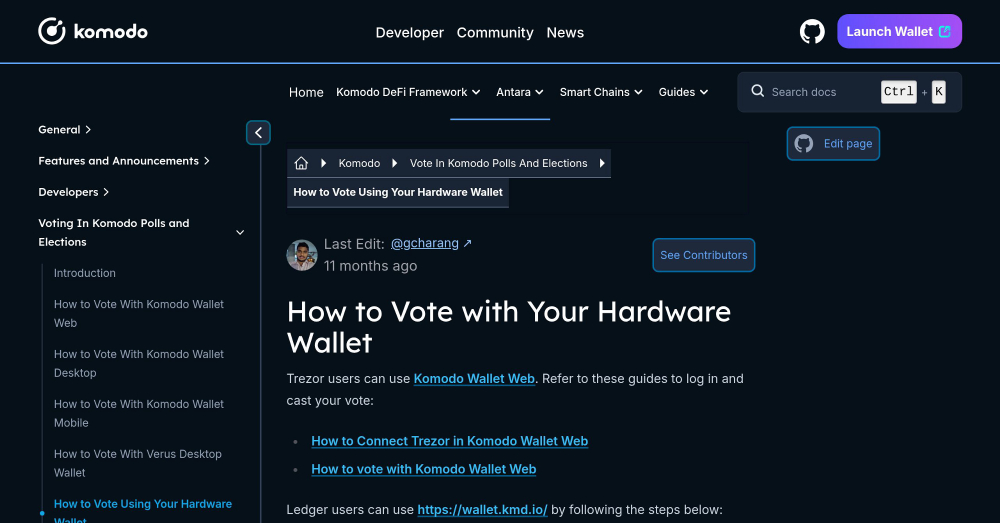 komodo
Developer Community News
Launch Wallet
Home Komodo DeFi Framework Antara Smart Chains Guides
Search docs Ctrl + K
General
Features and Announcements
Developers
Voting In Komodo Polls and
Elections
Introduction
How to Vote With Komodo Wallet
Web
How to Vote With Komodo Wallet
Desktop
How to Vote With Komodo Wallet
Mobile
How to Vote With Verus Desktop
Wallet
How to Vote Using Your Hardware
Wallet
Edit page
Komodo Vote In Komodo Polls And Elections
How to Vote Using Your Hardware Wallet
Last Edit: @gcharang ↗
11 months ago
See Contributors
How to Vote with Your Hardware
Wallet
Trezor users can use Komodo Wallet Web. Refer to these guides to log in and
cast your vote:
How to Connect Trezor in Komodo Wallet Web
How to vote with Komodo Wallet Web
Ledger users can use https://wallet.kmd.io/ by following the steps below: